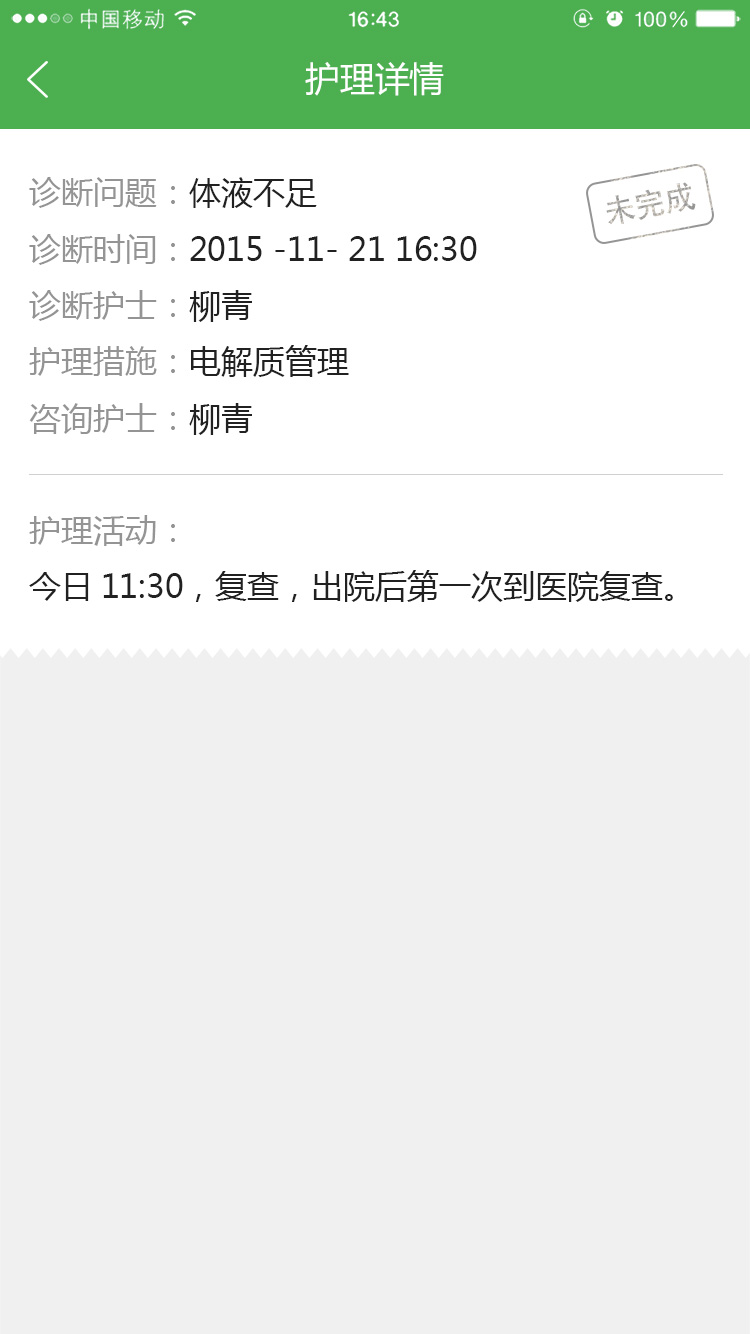 中国移动 16:43 100%
护理详情
诊断问题：体液不足
未完成
诊断时间：2015 -11- 21 16:30
诊断护士：柳青
护理措施：电解质管理
咨询护士：柳青
护理活动：
今日 11:30，复查，出院后第一次到医院复查。